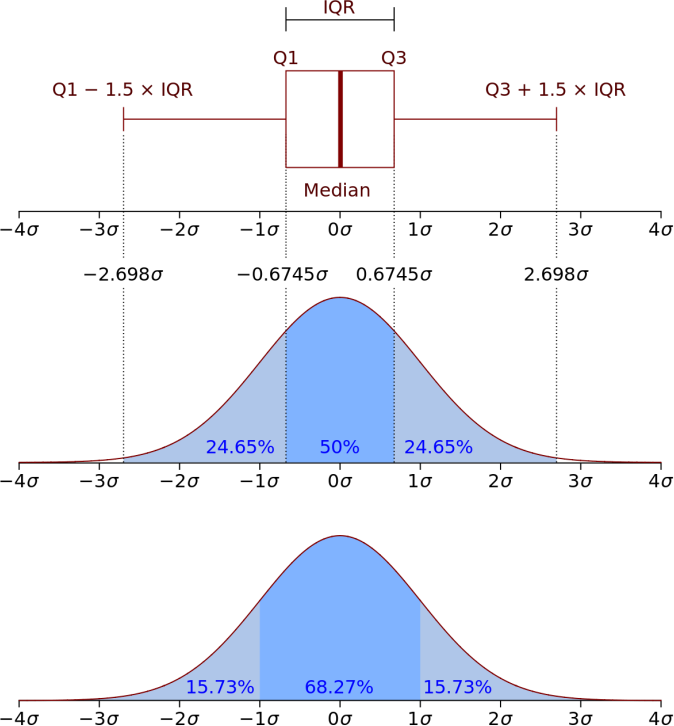 IQR
Q1 Q3
Q1 − 1.5 × IQR Q3 + 1.5 × IQR
Median
−4σ −3σ −2σ −1σ 0σ 1σ 2σ 3σ 4σ
−2.698σ −0.6745σ 0.6745σ 2.698σ
24.65% 50% 24.65%
−4σ −3σ −2σ −1σ 0σ 1σ 2σ 3σ 4σ
15.73% 68.27% 15.73%
−4σ −3σ −2σ −1σ 0σ 1σ 2σ 3σ 4σ